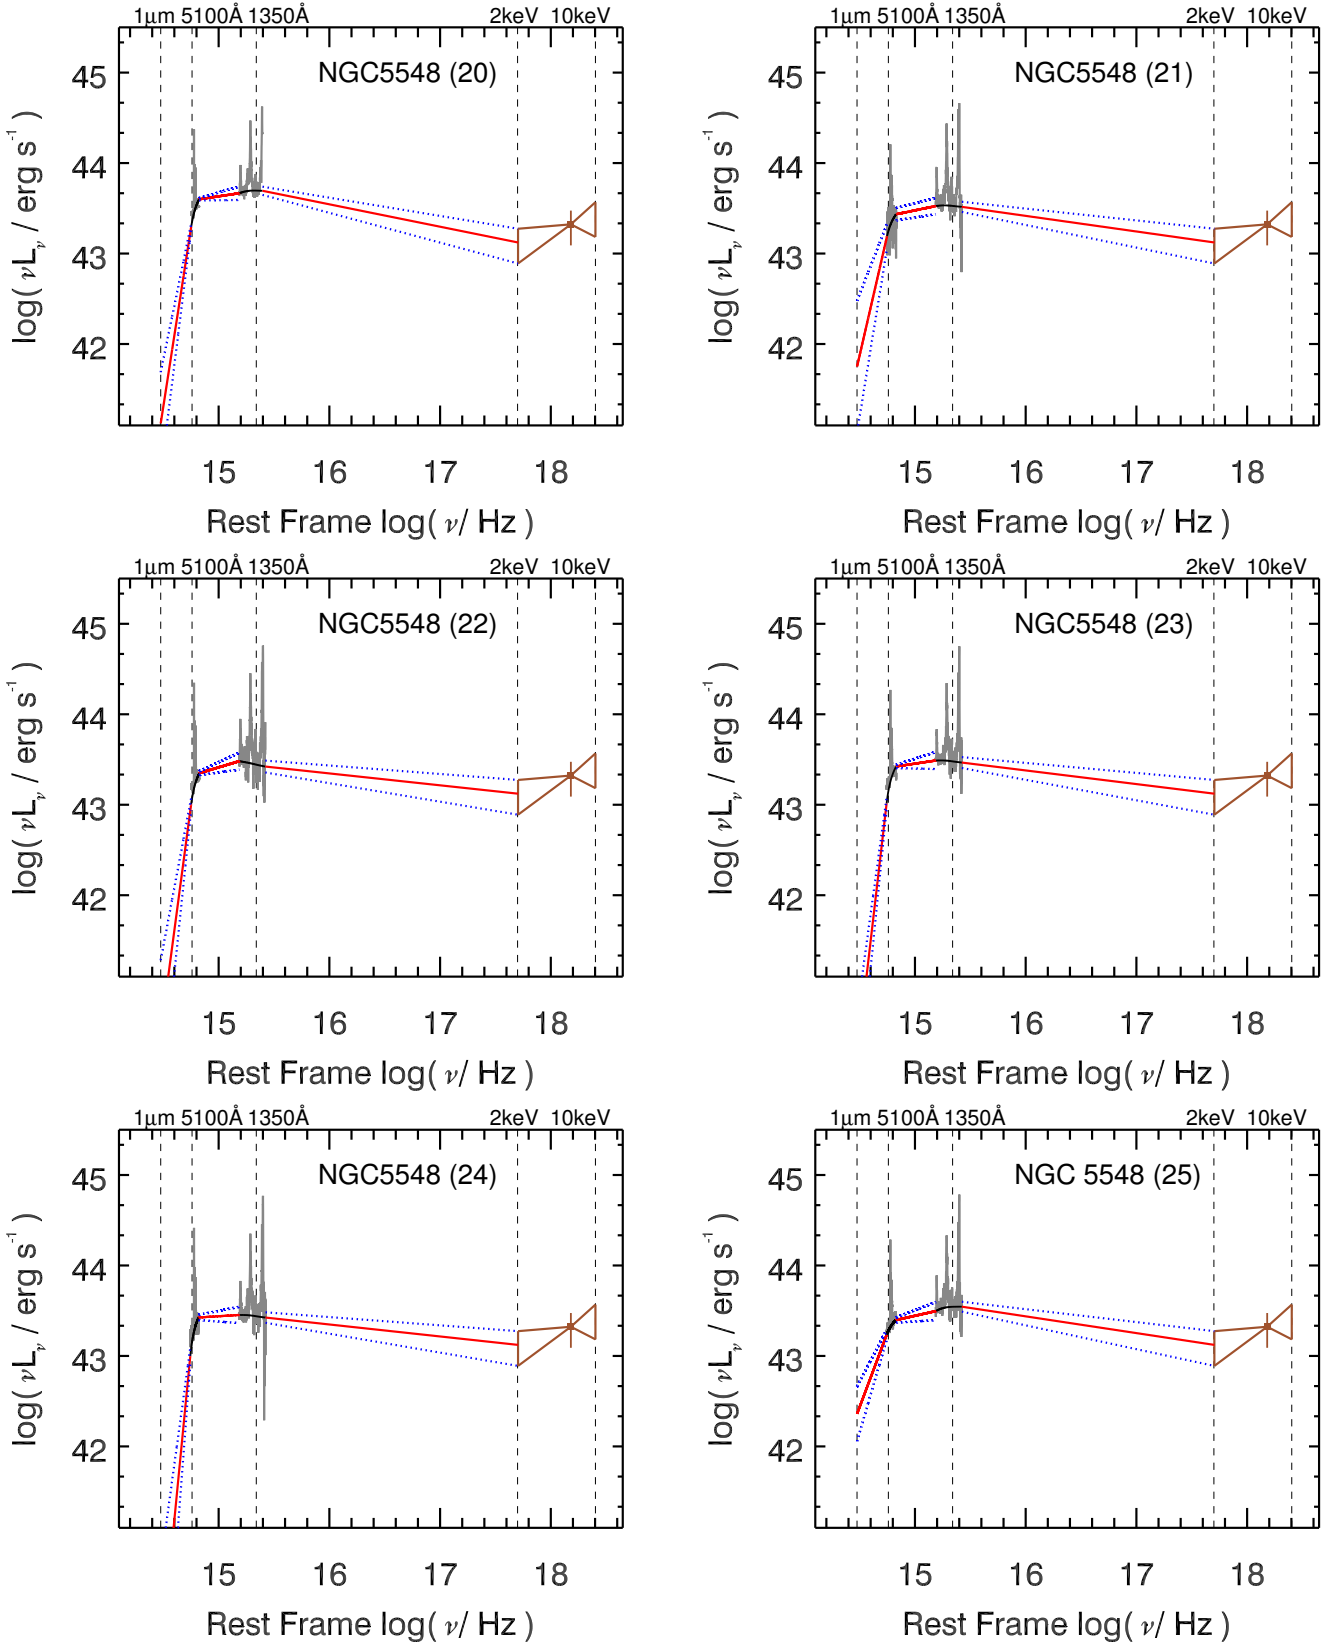 1μm 5100Å 1350Å 2keV 10keV
NGC5548 (20)
log( νLν / erg s-1 )
45
44
43
42
15 16 17 18
Rest Frame log( ν/ Hz )
1μm 5100Å 1350Å 2keV 10keV
NGC5548 (21)
log( νLν / erg s-1 )
45
44
43
42
15 16 17 18
Rest Frame log( ν/ Hz )
1μm 5100Å 1350Å 2keV 10keV
NGC5548 (22)
log( νLν / erg s-1 )
45
44
43
42
15 16 17 18
Rest Frame log( ν/ Hz )
1μm 5100Å 1350Å 2keV 10keV
NGC5548 (23)
log( νLν / erg s-1 )
45
44
43
42
15 16 17 18
Rest Frame log( ν/ Hz )
1μm 5100Å 1350Å 2keV 10keV
NGC5548 (24)
log( νLν / erg s-1 )
45
44
43
42
15 16 17 18
Rest Frame log( ν/ Hz )
1μm 5100Å 1350Å 2keV 10keV
NGC 5548 (25)
log( νLν / erg s-1 )
45
44
43
42
15 16 17 18
Rest Frame log( ν/ Hz )